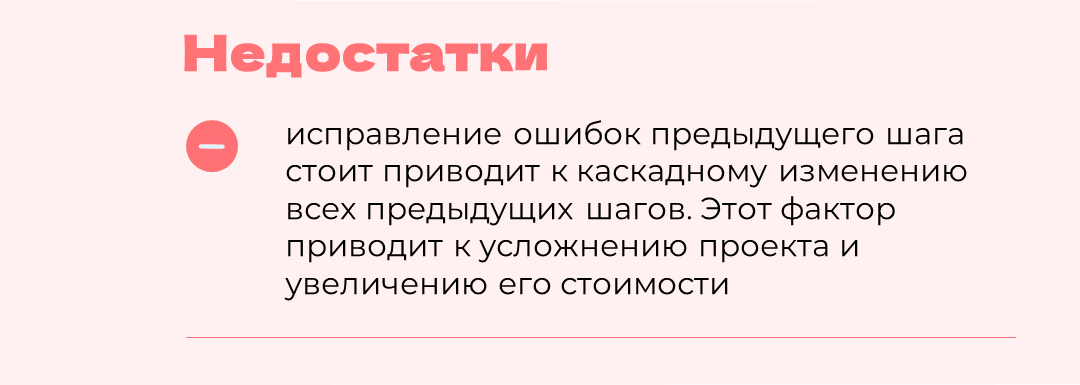 Недостатки
исправление ошибок предыдущего шага
стоит приводит к каскадному изменению
всех предыдущих шагов. Этот фактор
приводит к усложнению проекта и
увеличению его стоимости